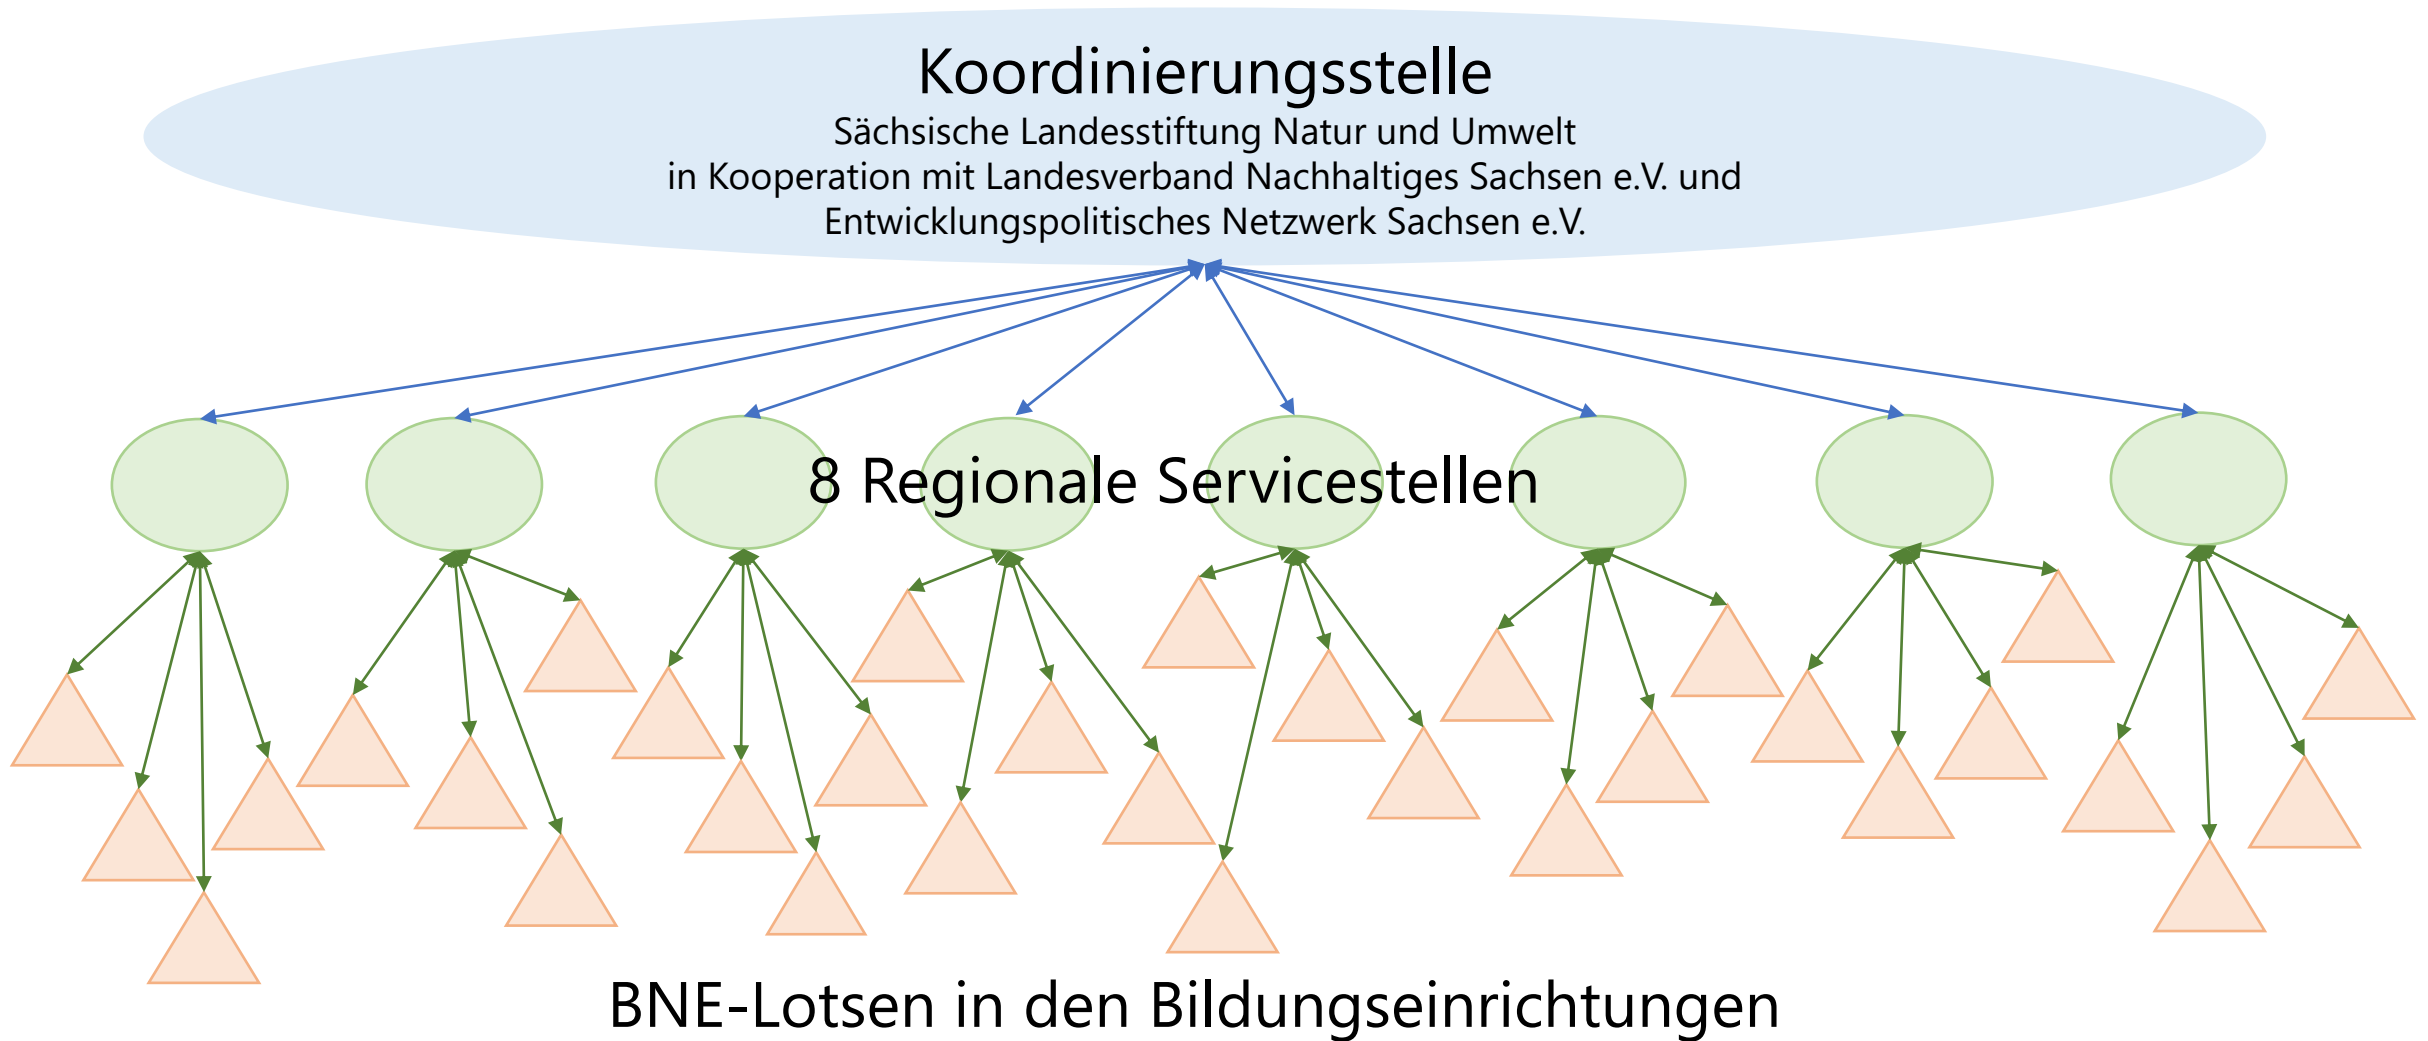 Koordinierungsstelle
Sächsische Landesstiftung Natur und Umwelt
in Kooperation mit Landesverband Nachhaltiges Sachsen e.V. und
Entwicklungspolitisches Netzwerk Sachsen e.V.
8 Regionale Servicestellen
BNE-Lotsen in den Bildungseinrichtungen